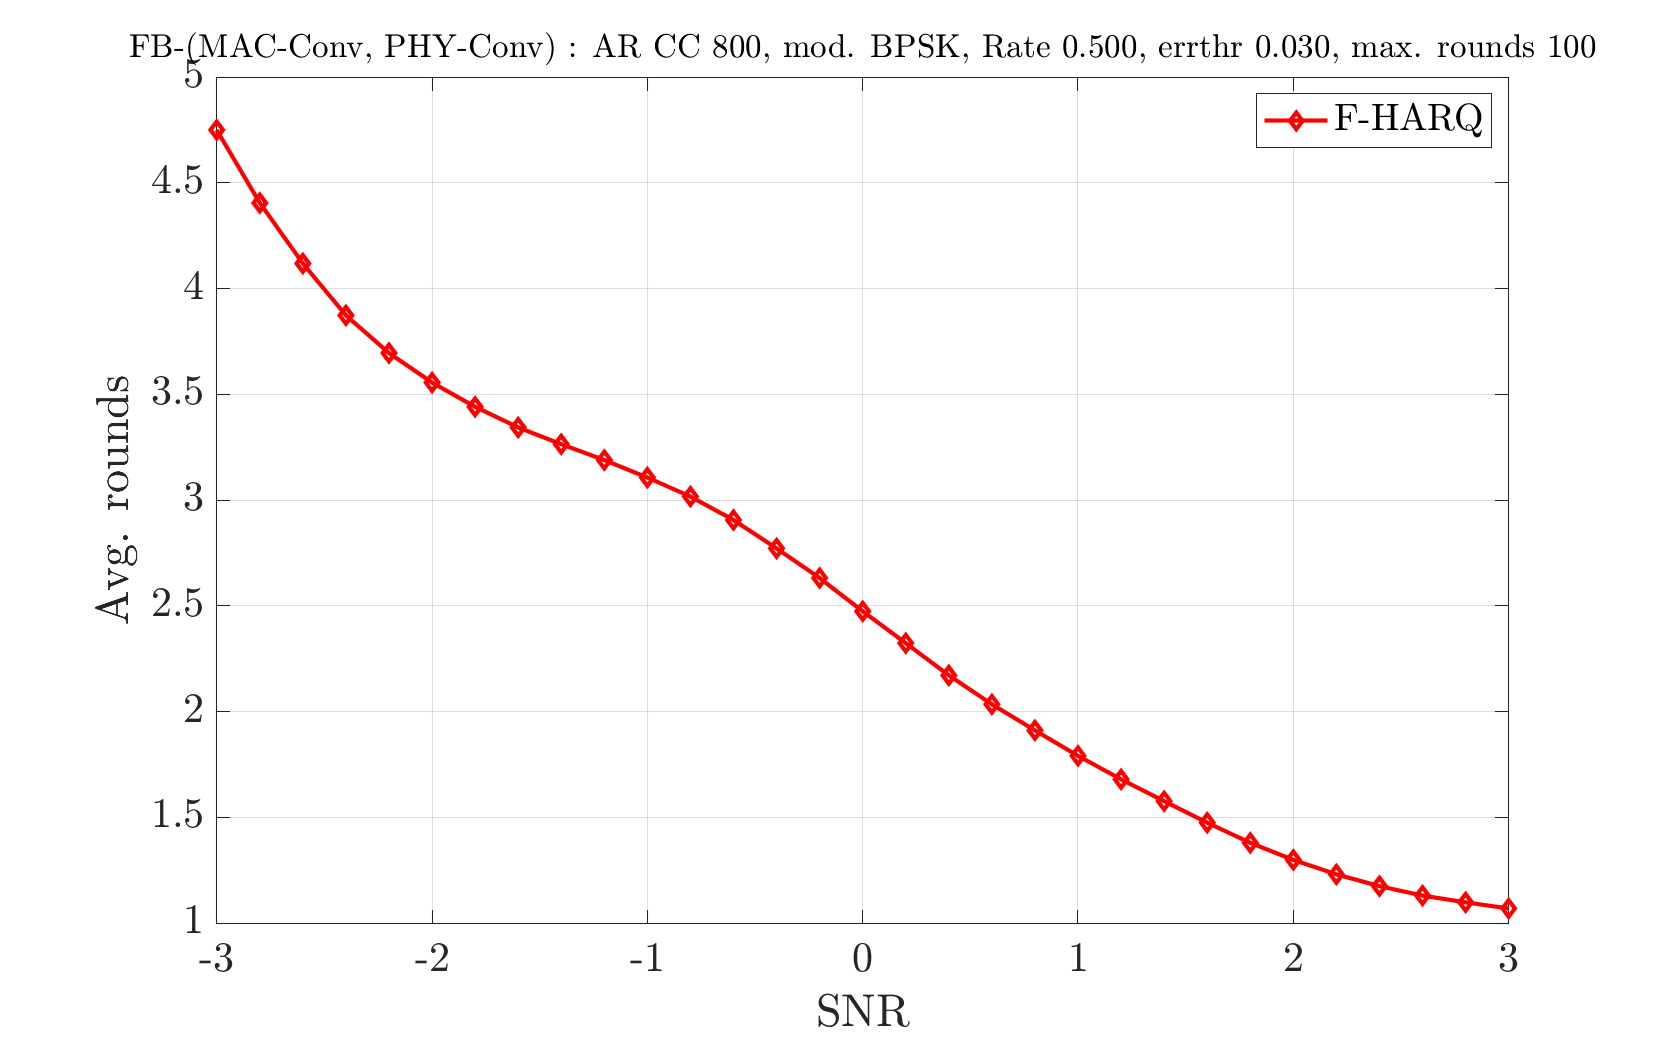 FB-(MAC-Conv, PHY-Conv) : AR CC 800, mod. BPSK, Rate 0.500, errthr 0.030, max. rounds 100
F-HARQ
5
4.5
4
3.5
3
2.5
2
1.5
1
Avg. rounds
-3 -2 -1 0 1 2 3
SNR